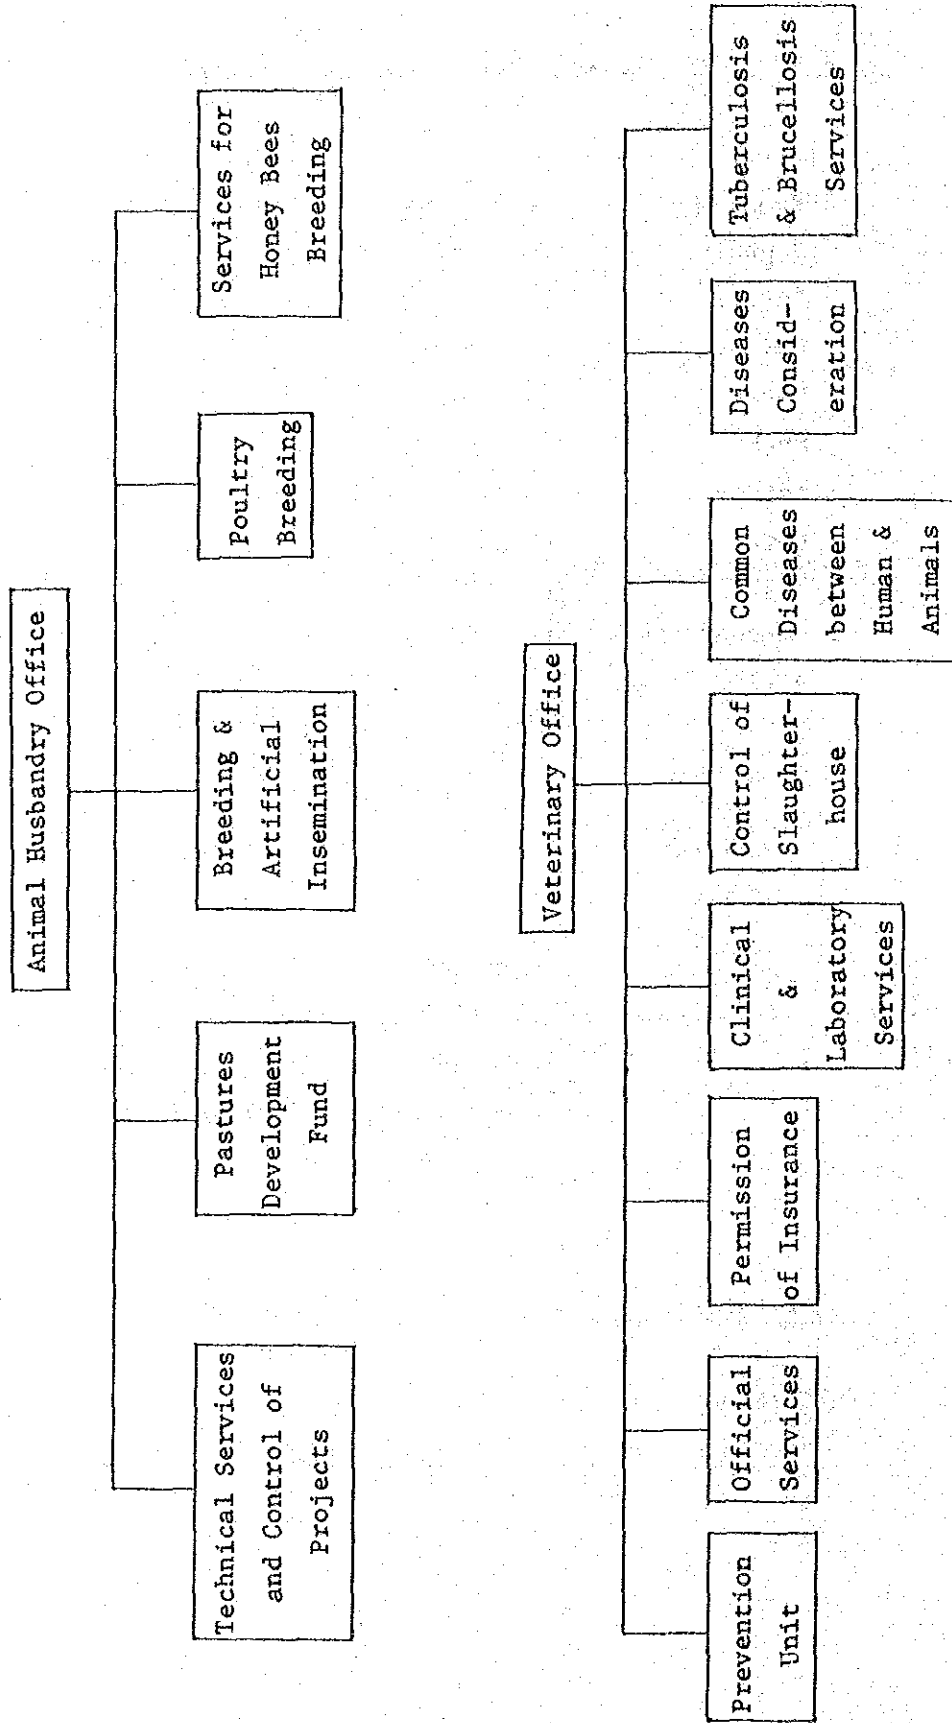 Animal Husbandry Office
Technical Services
and Control of
Projects
Pastures
Development
Fund
Breeding &
Artificial
Insemination
Poultry
Breeding
Services for
Honey Bees
Breeding
Veterinary Office
Prevention
Unit
Official
Services
Permission
of Insurance
Clinical
&
Laboratory
Services
Control of
Slaughter-
house
Common
Diseases
between
Human &
Animals
Diseases
Consid-
eration
Tuberculosis
& Brucellosis
Services